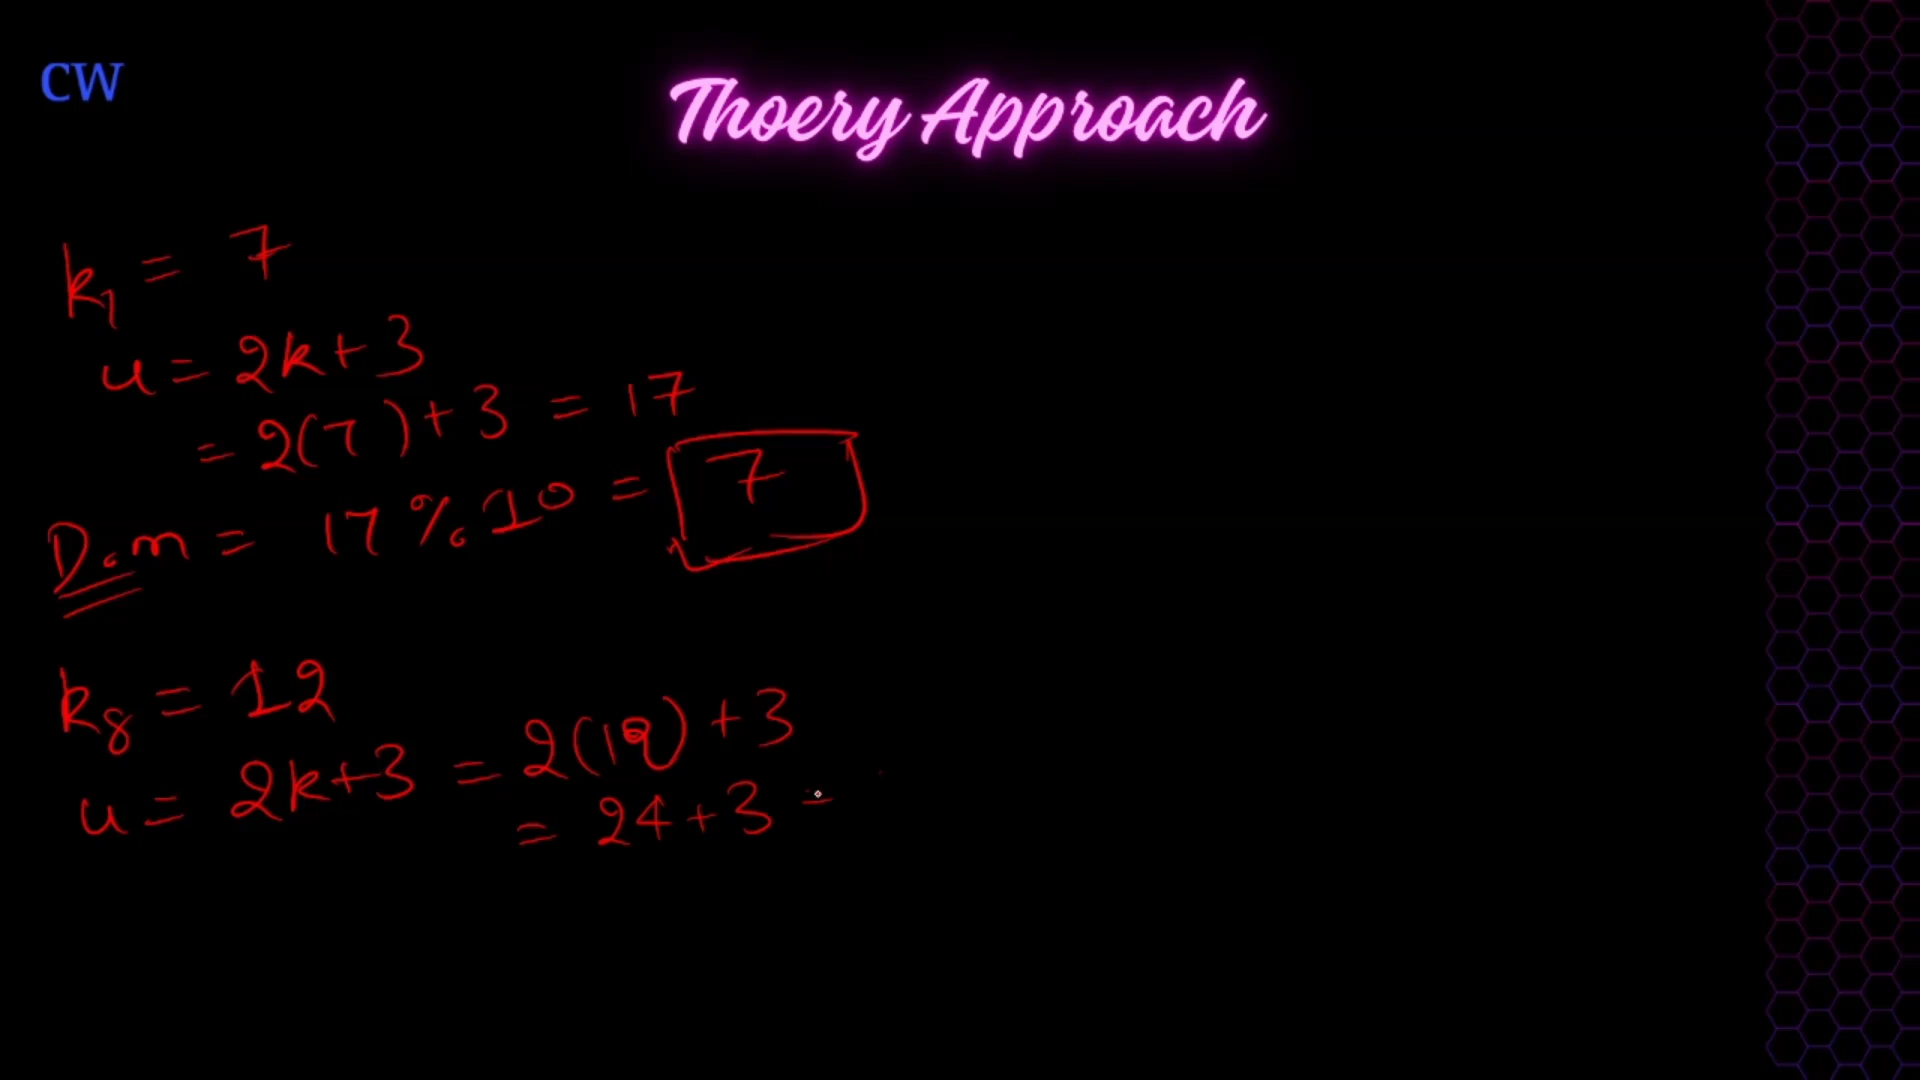 CW
Thoery Approach
k₁ = 7
u = 2k+3
= 2(7)+3 = 17
D.m = 17 % 10 = 7
k₈ = 12
u = 2k+3 = 2(12)+3
= 24+3 =